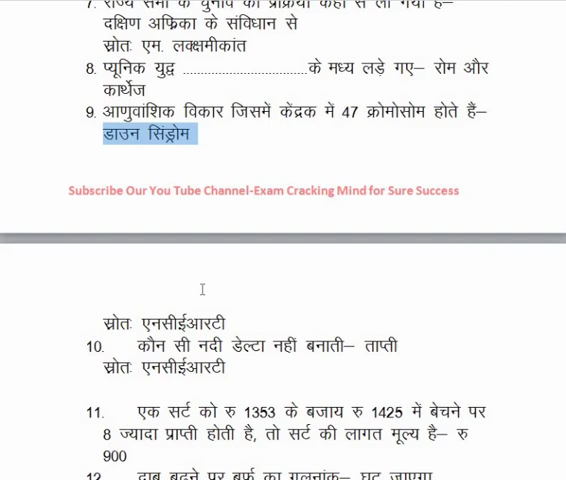 7. राज्य सभा के चुनाव की प्रक्रिया कहां से ली गयी है–
दक्षिण अफ्रिका के संविधान से
स्रोतः एम. लक्षमीकांत
8. प्यूनिक युद्व ..................................के मध्य लड़े गए– रोम और
कार्थेज
9. आणुवांशिक विकार जिसमें केंद्रक में 47 क्रोमोसोम होते हैं–
डाउन सिंड्रोम
Subscribe Our You Tube Channel-Exam Cracking Mind for Sure Success
स्रोतः एनसीईआरटी
10. कौन सी नदी डेल्टा नहीं बनाती– ताप्ती
स्रोतः एनसीईआरटी
11. एक सर्ट को रु 1353 के बजाय रु 1425 में बेचने पर
8 ज्यादा प्राप्ती होती है, तो सर्ट की लागत मूल्य है– रु
900
12. दाब बढने पर बर्फ का गलनांक– घट जाएगा